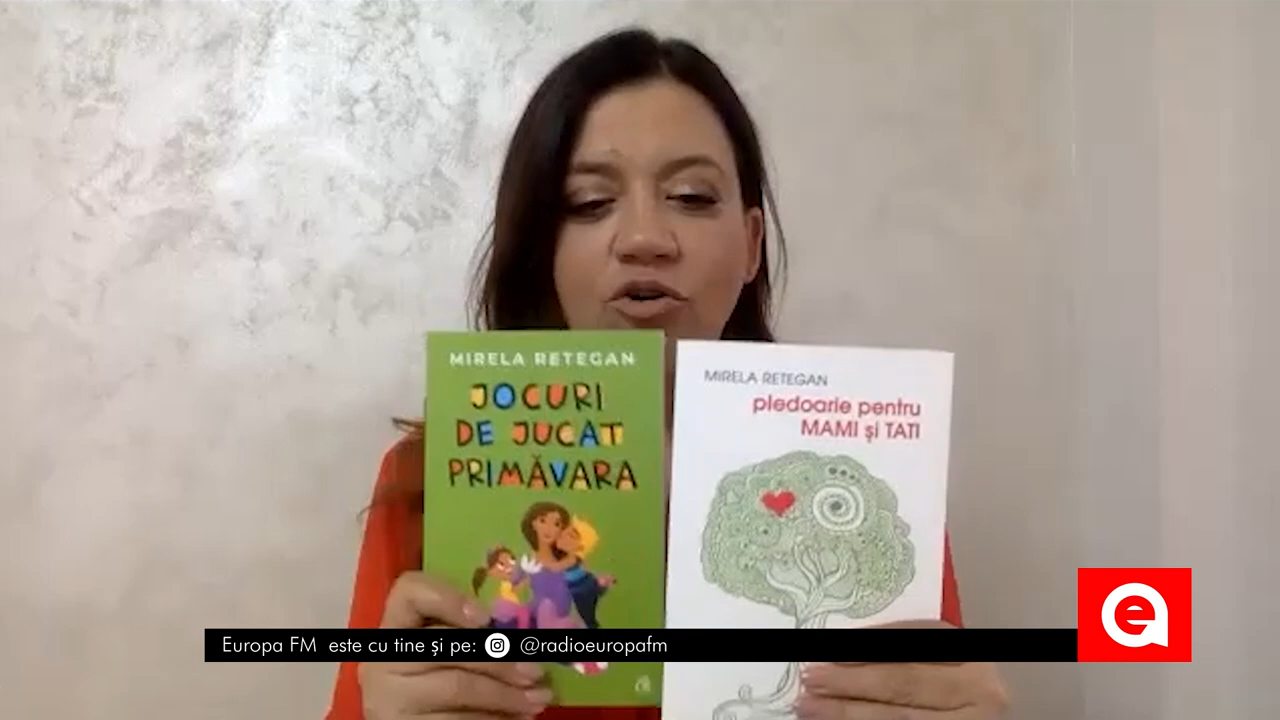 MIRELA RETEGAN
JOCURI
DE JUCAT
PRIMĂVARA
MIRELA RETEGAN
pledoarie pentru
MAMI și TATI
Europa FM este cu tine și pe: @radioeuropafm
e